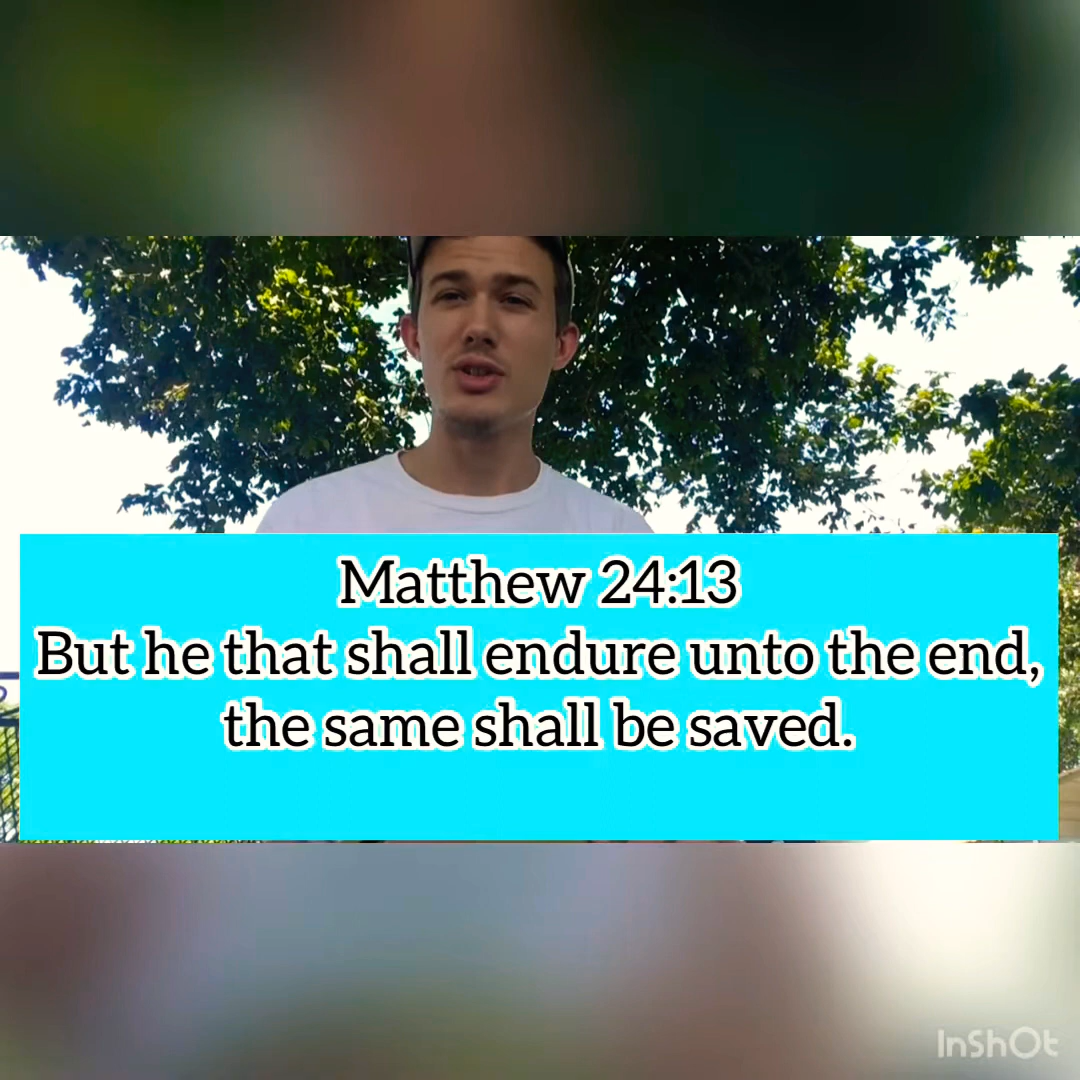 Matthew 24:13
But he that shall endure unto the end,
the same shall be saved.
InShOt